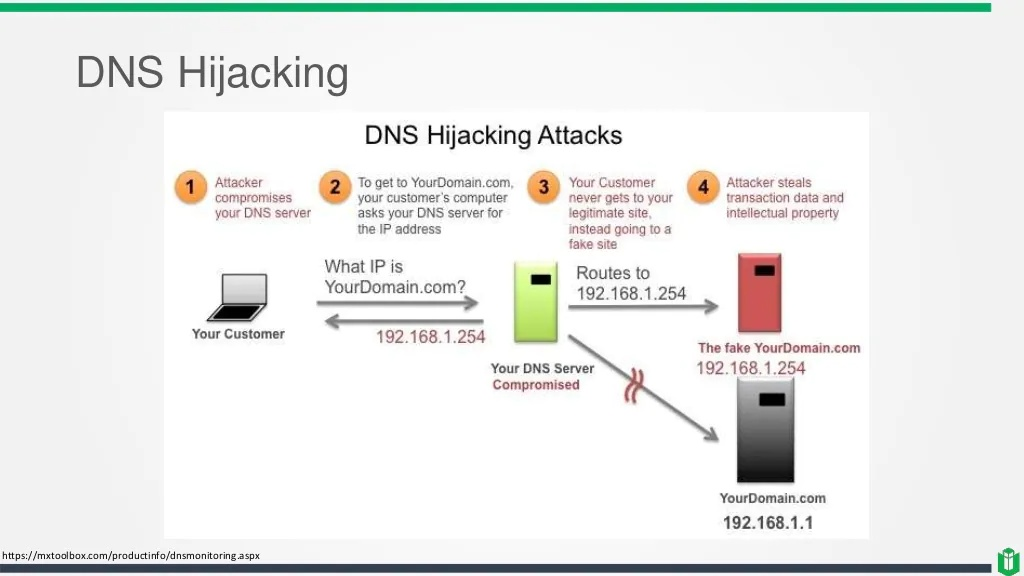 DNS Hijacking
DNS Hijacking Attacks
1
Attacker
compromises
your DNS server
2
To get to YourDomain.com,
your customer's computer
asks your DNS server for
the IP address
3
Your Customer
never gets to your
legitimate site,
instead going to a
fake site
4
Attacker steals
transaction data and
intellectual property
What IP is
YourDomain.com?
192.168.1.254
Your Customer
Your DNS Server
Compromised
Routes to
192.168.1.254
The fake YourDomain.com
192.168.1.254
YourDomain.com
192.168.1.1
https://mxtoolbox.com/productinfo/dnsmonitoring.aspx